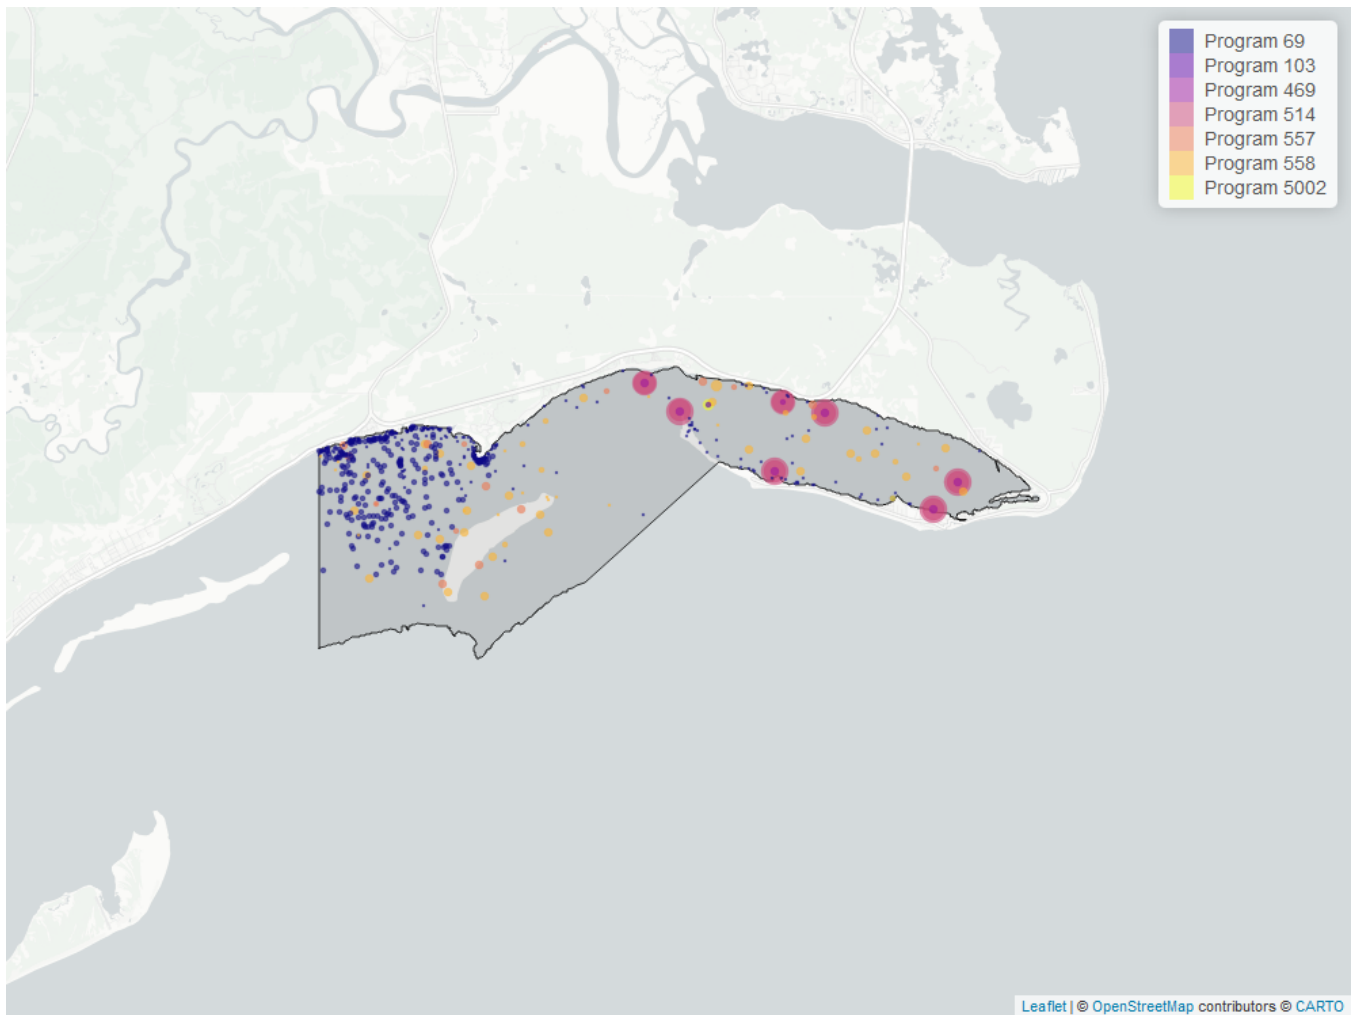 Program 69
Program 103
Program 469
Program 514
Program 557
Program 558
Program 5002
Leaflet | © OpenStreetMap contributors © CARTO